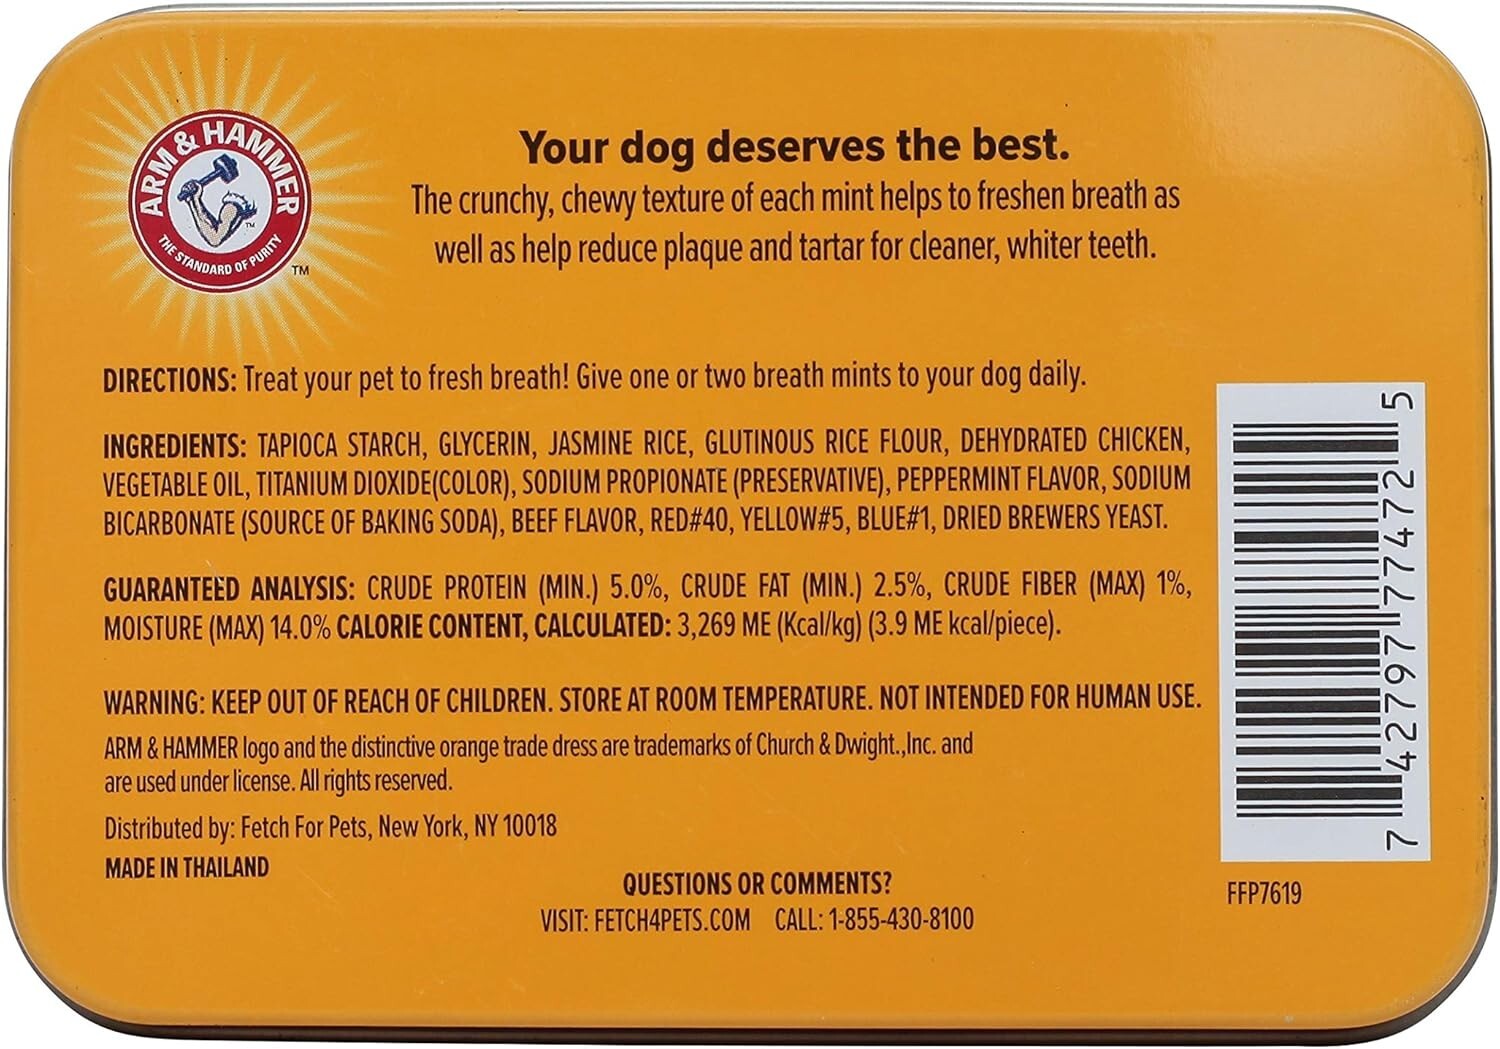 ARM & HAMMER
THE STANDARD OF PURITY
TM
TM
Your dog deserves the best.
The crunchy, chewy texture of each mint helps to freshen breath as
well as help reduce plaque and tartar for cleaner, whiter teeth.
DIRECTIONS: Treat your pet to fresh breath! Give one or two breath mints to your dog daily.
INGREDIENTS: TAPIOCA STARCH, GLYCERIN, JASMINE RICE, GLUTINOUS RICE FLOUR, DEHYDRATED CHICKEN,
VEGETABLE OIL, TITANIUM DIOXIDE(COLOR), SODIUM PROPIONATE (PRESERVATIVE), PEPPERMINT FLAVOR, SODIUM
BICARBONATE (SOURCE OF BAKING SODA), BEEF FLAVOR, RED#40, YELLOW#5, BLUE#1, DRIED BREWERS YEAST.
GUARANTEED ANALYSIS: CRUDE PROTEIN (MIN.) 5.0%, CRUDE FAT (MIN.) 2.5%, CRUDE FIBER (MAX) 1%,
MOISTURE (MAX) 14.0% CALORIE CONTENT, CALCULATED: 3,269 ME (Kcal/kg) (3.9 ME kcal/piece).
WARNING: KEEP OUT OF REACH OF CHILDREN. STORE AT ROOM TEMPERATURE. NOT INTENDED FOR HUMAN USE.
ARM & HAMMER logo and the distinctive orange trade dress are trademarks of Church & Dwight.,Inc. and
are used under license. All rights reserved.
Distributed by: Fetch For Pets, New York, NY 10018
MADE IN THAILAND
QUESTIONS OR COMMENTS?
VISIT: FETCH4PETS.COM CALL: 1-855-430-8100
7 42797 77472 5
FFP7619